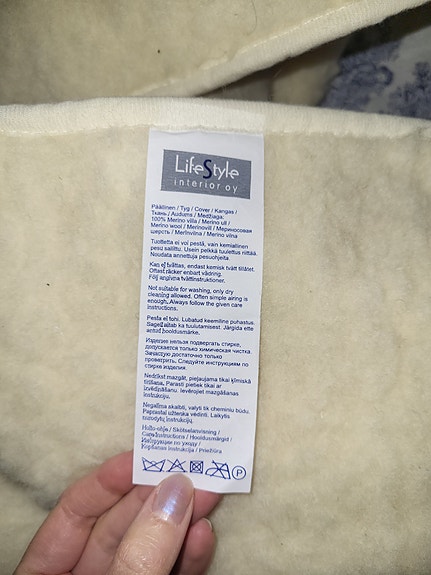 LifeStyle
interior oy
Päällinen / Tyg / Cover / Kangas /
Ткань / Audums / Medžiaga:
100% Merino villa / Merino ull /
Merino wool / Merinovill / Мериносовая
шерсть / Merīnvilna / Merino vilna
Tuotetta ei voi pestä, vain kemiallinen
pesu sallittu. Usein pelkkä tuuletus riittää.
Noudata annettuja pesuohjeita.
Kan ej tvättas, endast kemisk tvätt tillåtet.
Oftast räcker enbart vädring.
Följ angivna tvättinstruktioner.
Not suitable for washing, only dry
cleaning allowed. Often simple airing is
enough. Always follow the given care
instructions.
Pesta ei tohi. Lubatud keemiline puhastus.
Sageli aitab ka tuulutamisest. Järgida ette
antud hooldusmärke.
Изделие нельзя подвергать стирке,
допускается только химическая чистка.
Зачастую достаточно только
проветрить. Следуйте инструкциям по
стирке изделия.
Nedrīkst mazgāt, pieļaujama tikai ķīmiskā
tīrīšana. Parasti pietiek tikai ar
izvēdināšanu. Ievērojiet mazgāšanas
instrukciju.
Negalima skalbti, valyti tik cheminiu būdu.
Paprastai užtenka vėdinti. Laikytis
nurodytų instrukcijų.
Hoito-ohje / Skötselanvisning /
Care Instructions / Hooldusmärgid /
Инструкции по уходу /
Kopšanas instrukcija / Priežiūra
P